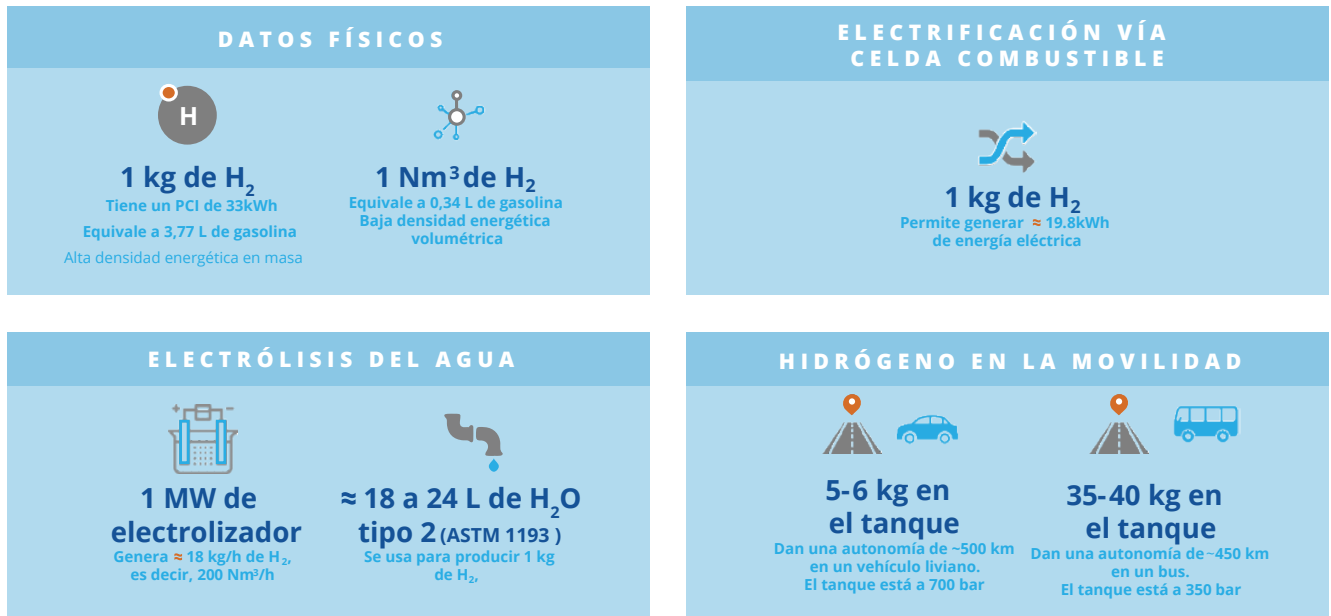 DATOS FÍSICOS
H
1 kg de H₂
Tiene un PCI de 33kWh
Equivale a 3,77 L de gasolina
Alta densidad energética en masa
1 Nm³ de H₂
Equivale a 0,34 L de gasolina
Baja densidad energética
volumétrica
ELECTRIFICACIÓN VÍA
CELDA COMBUSTIBLE
1 kg de H₂
Permite generar ≈ 19.8kWh
de energía eléctrica
ELECTRÓLISIS DEL AGUA
+ -
1 MW de
electrolizador
Genera ≈ 18 kg/h de H₂,
es decir, 200 Nm³/h
≈ 18 a 24 L de H₂O
tipo 2 (ASTM 1193 )
Se usa para producir 1 kg
de H₂,
HIDRÓGENO EN LA MOVILIDAD
5-6 kg en
el tanque
Dan una autonomía de ~500 km
en un vehículo liviano.
El tanque está a 700 bar
35-40 kg en
el tanque
Dan una autonomía de ~450 km
en un bus.
El tanque está a 350 bar